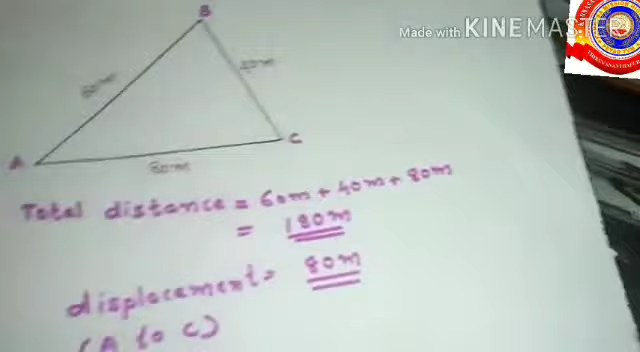 Made with KINEMASTER
B
60m
40m
A
C
80m
Total distance = 60m + 40m + 80m
= 180m
displacement =
80m
(A to C)